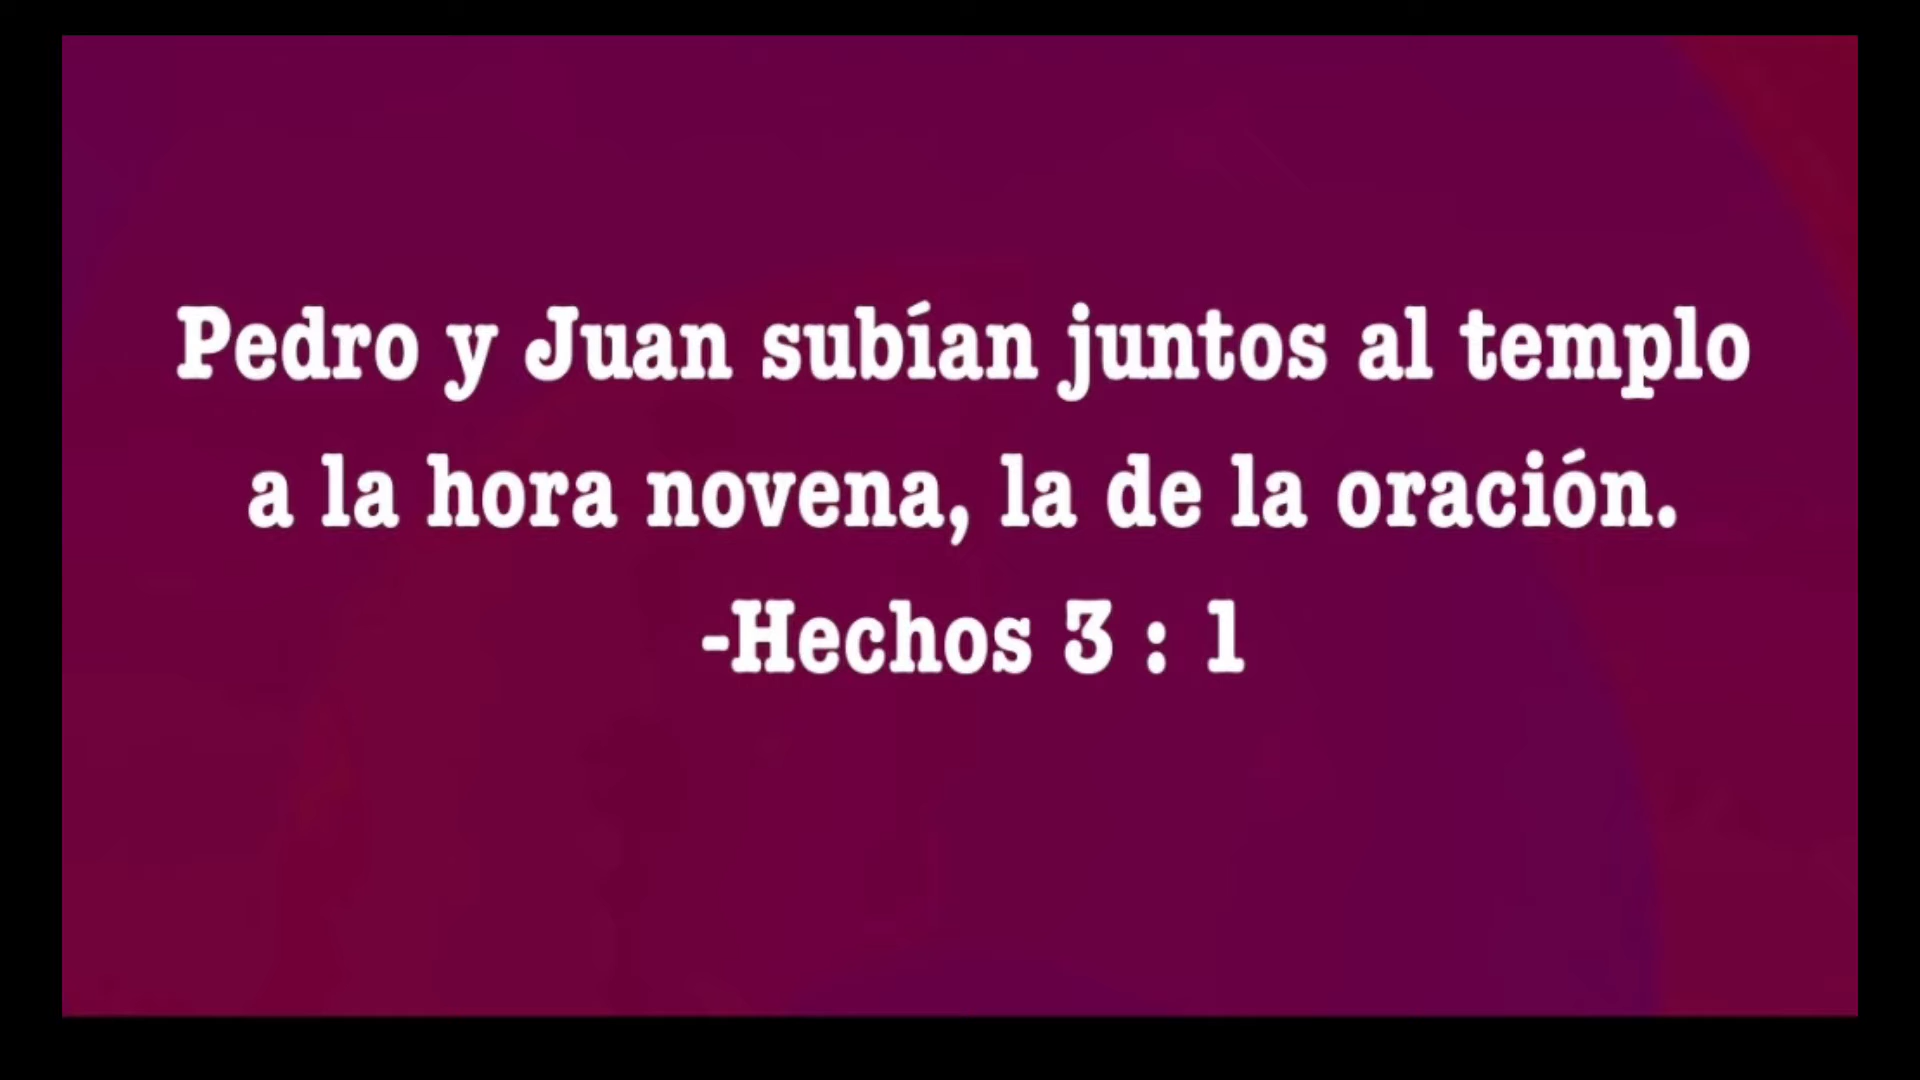 Pedro y Juan subían juntos al templo
a la hora novena, la de la oración.
-Hechos 3 : 1